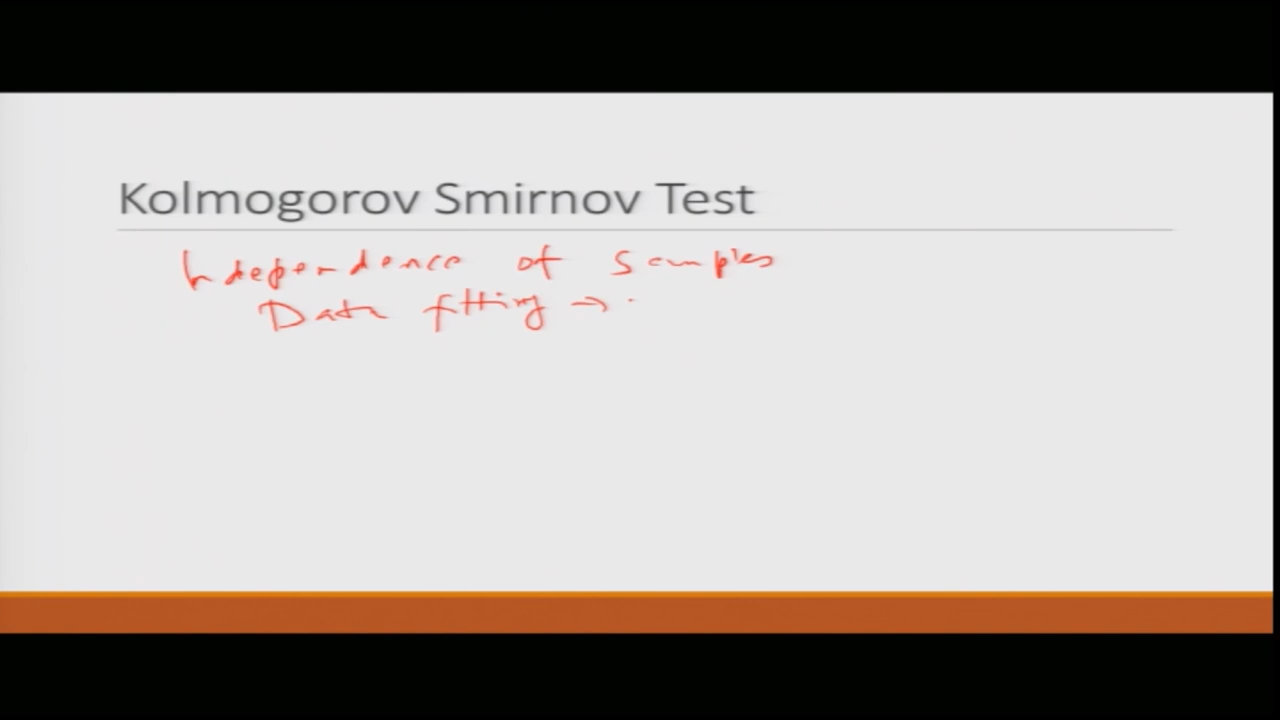 Kolmogorov Smirnov Test
Independence of samples
Data fitting →